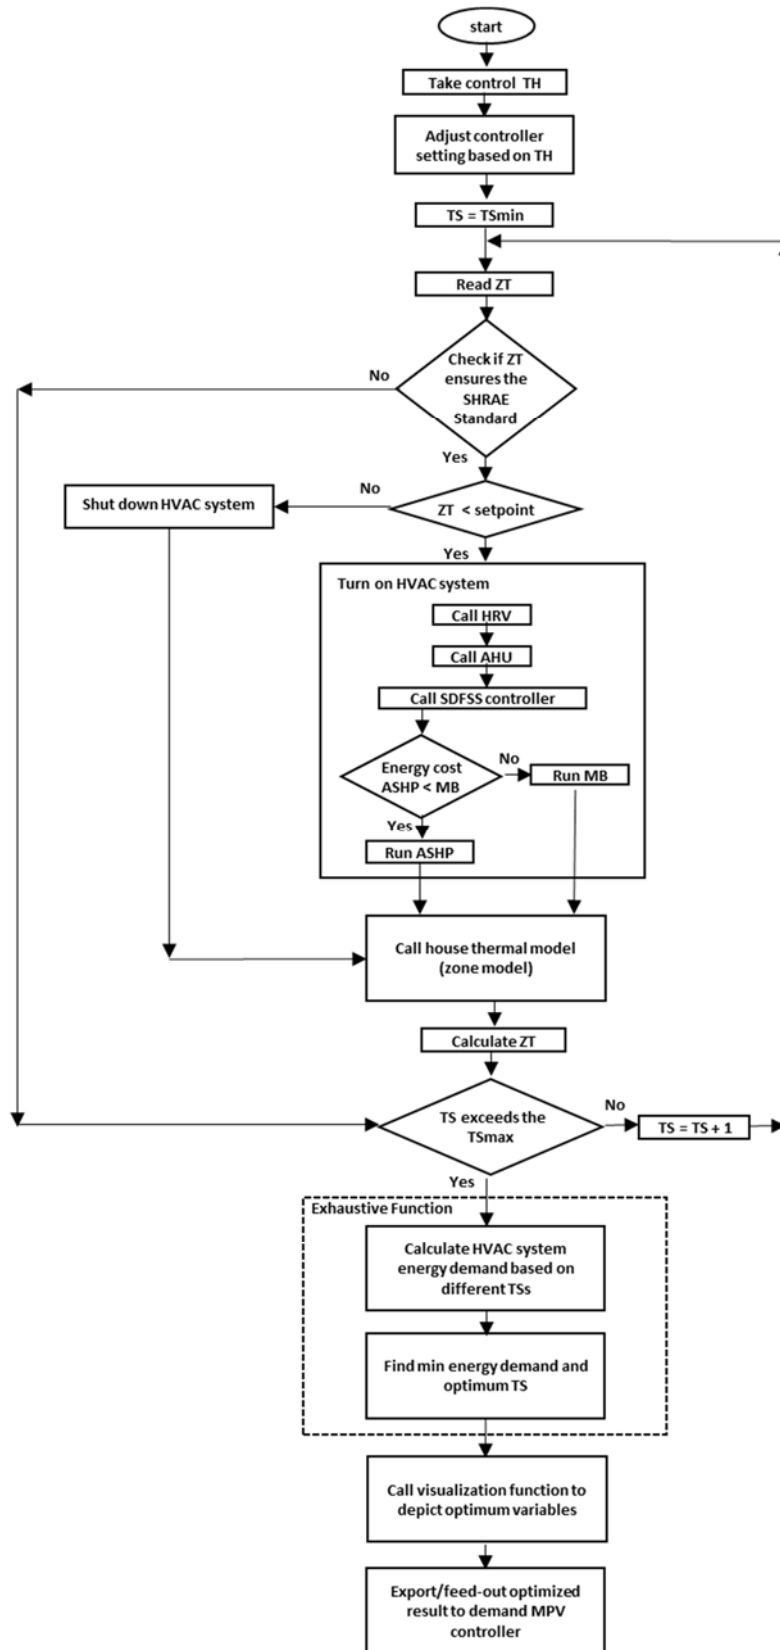 start
Take control TH
Adjust controller
setting based on TH
TS = TSmin
Read ZT
Check if ZT
ensures the
SHRAE
Standard
No
Yes
ZT < setpoint
No
Shut down HVAC system
Yes
Turn on HVAC system
Call HRV
Call AHU
Call SDFSS controller
Energy cost
ASHP < MB
No
Run MB
Yes
Run ASHP
Call house thermal model
(zone model)
Calculate ZT
TS exceeds the
TSmax
No
TS = TS + 1
Yes
Exhaustive Function
Calculate HVAC system
energy demand based on
different TSs
Find min energy demand and
optimum TS
Call visualization function to
depict optimum variables
Export/feed-out optimized
result to demand MPV
controller